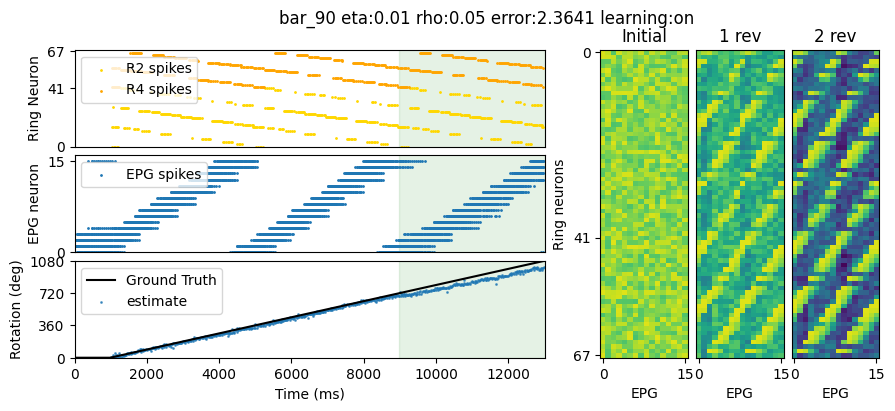 bar_90 eta:0.01 rho:0.05 error:2.3641 learning:on
Ring Neuron
67
41
0
R2 spikes
R4 spikes
EPG neuron
15
0
EPG spikes
Rotation (deg)
1080
720
360
0
Ground Truth
estimate
0 2000 4000 6000 8000 10000 12000
Time (ms)
Initial 1 rev 2 rev
Ring neurons
0
41
67
0 15 0 15 0 15
EPG EPG EPG